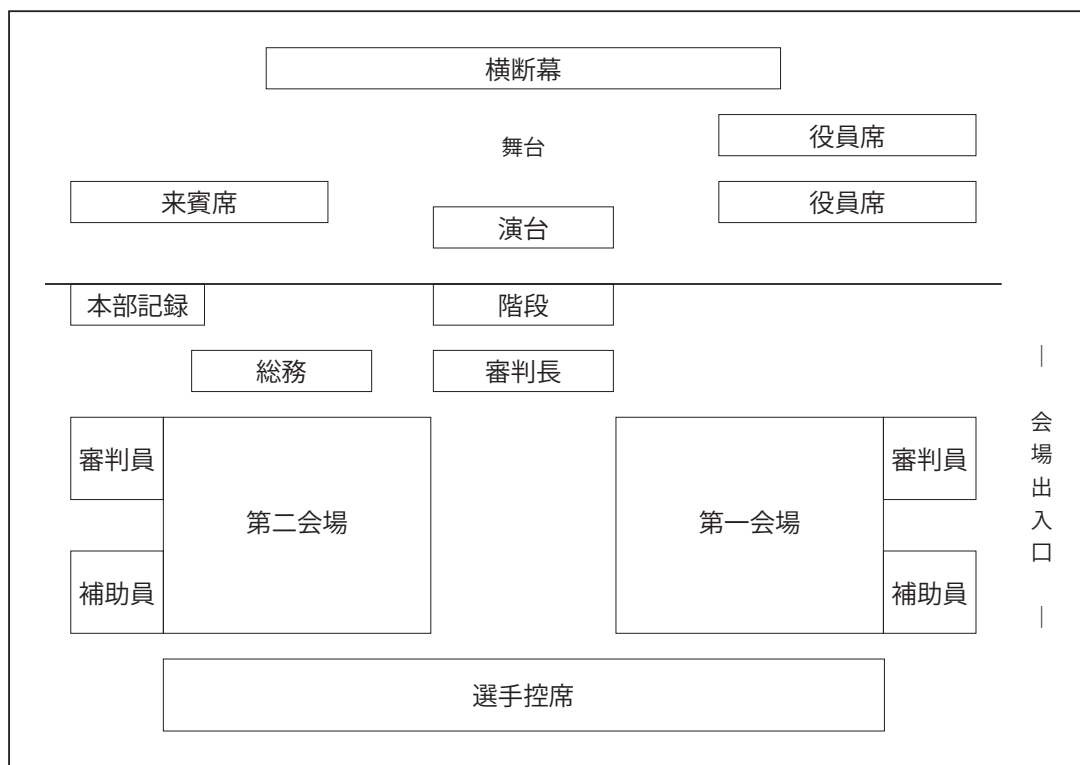 横断幕
舞台
役員席
来賓席
役員席
演台
本部記録
階段
総務
審判長
審判員
第二会場
第一会場
審判員
補助員
補助員
選手控席
｜会場出入口｜